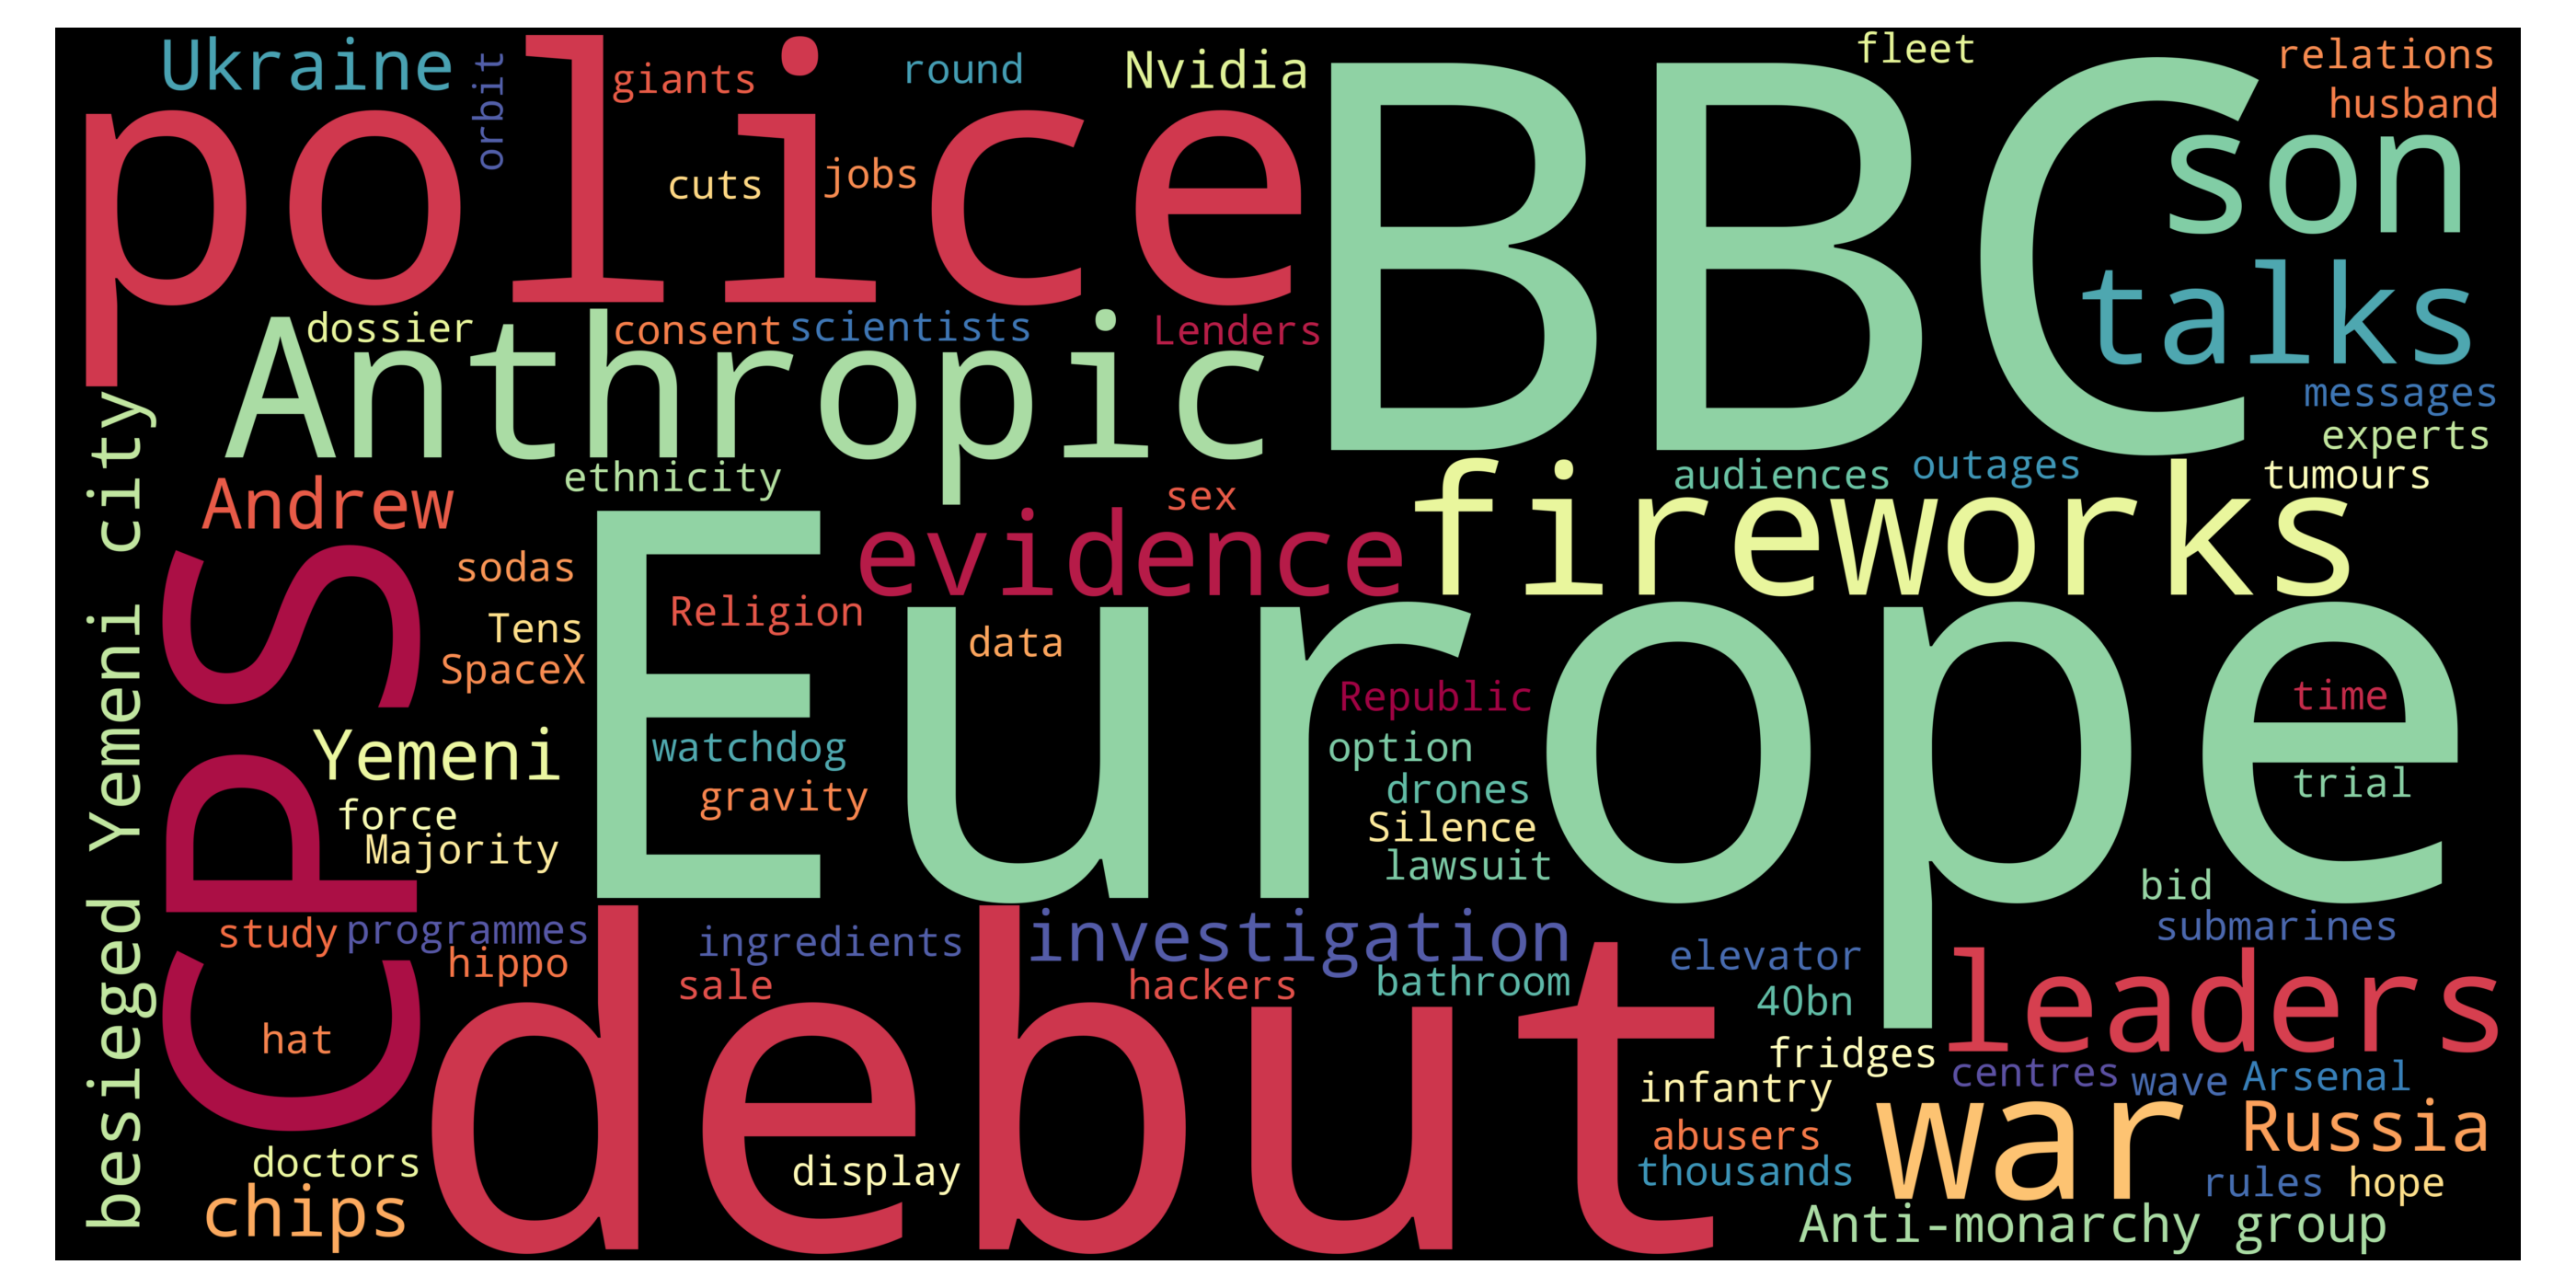 Ukraine
orbit
giants
round
Nvidia
fleet
relations
husband
police
BBC
son
cuts
jobs
talks
dossier
consent
scientists
Lenders
Anthropic
messages
experts
ethnicity
sex
audiences
outages
tumours
Andrew
evidence
fireworks
besieged Yemeni city
CPS
sodas
Religion
Tens
data
SpaceX
Europe
Republic
time
Yemeni
watchdog
option
gravity
drones
trial
force
Silence
Majority
lawsuit
bid
study
programmes
ingredients
investigation
submarines
hippo
sale
hackers
bathroom
elevator
40bn
leaders
hat
debut
fridges
centres
wave
Arsenal
infantry
abusers
war
Russia
doctors
display
thousands
rules
hope
chips
Anti-monarchy group